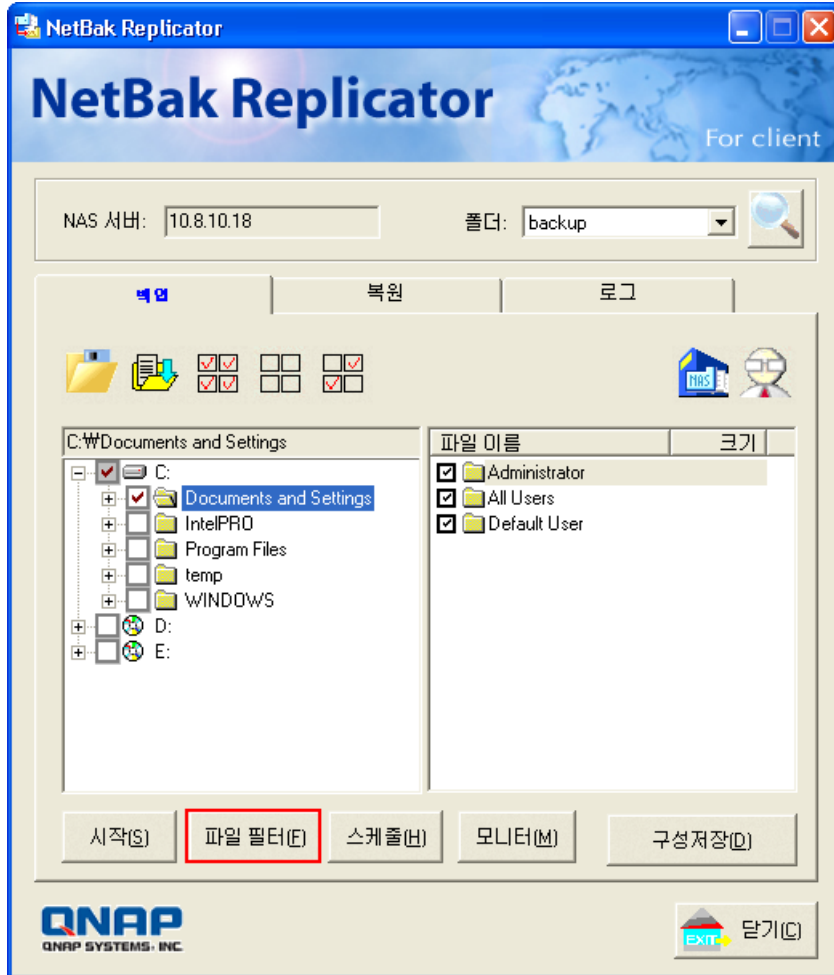 NetBak Replicator
NetBak Replicator
For client
NAS 서버: 10.8.10.18 폴더: backup
백업 복원 로그
NAS
C:₩Documents and Settings
파일 이름 크기
C:
Documents and Settings
IntelPRO
Program Files
temp
WINDOWS
D:
E:
Administrator
All Users
Default User
시작(S) 파일 필터(F) 스케줄(H) 모니터(M) 구성저장(D)
QNAP
QNAP SYSTEMS, INC.
EXIT 닫기(C)